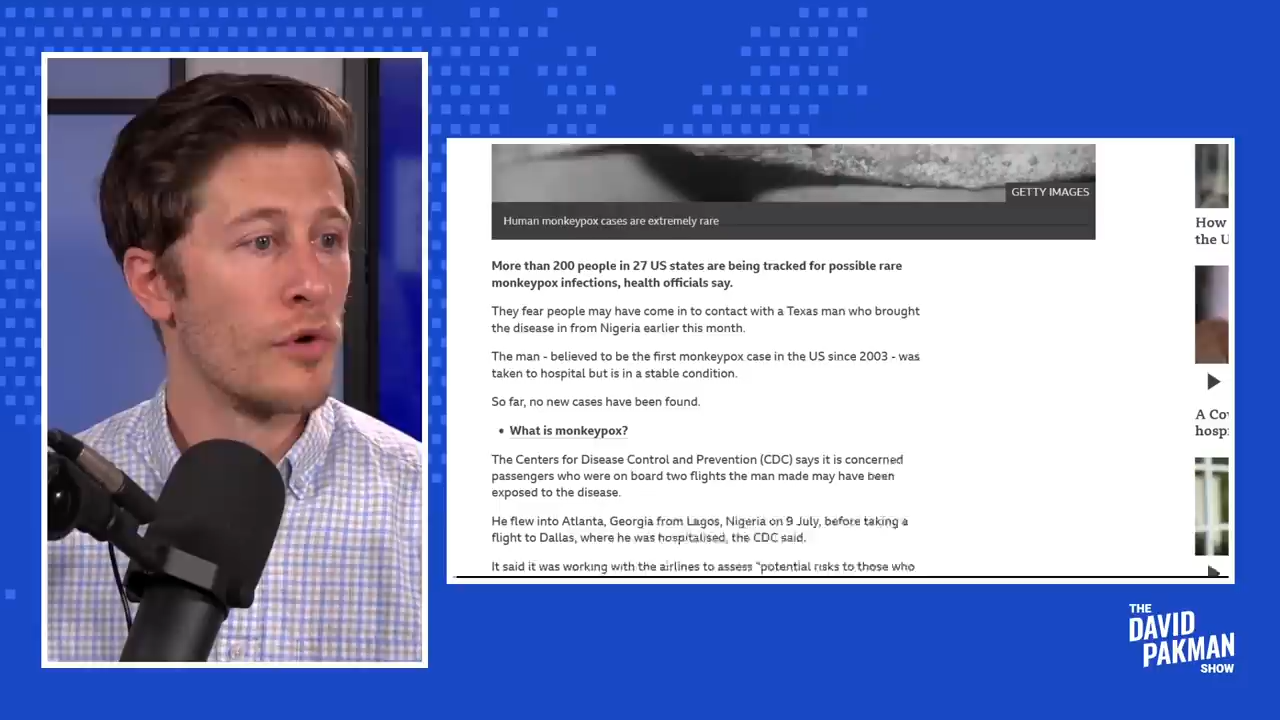 GETTY IMAGES
Human monkeypox cases are extremely rare
More than 200 people in 27 US states are being tracked for possible rare
monkeypox infections, health officials say.
They fear people may have come in to contact with a Texas man who brought
the disease in from Nigeria earlier this month.
The man - believed to be the first monkeypox case in the US since 2003 - was
taken to hospital but is in a stable condition.
So far, no new cases have been found.
• What is monkeypox?
The Centers for Disease Control and Prevention (CDC) says it is concerned
passengers who were on board two flights the man made may have been
exposed to the disease.
He flew into Atlanta, Georgia from Lagos, Nigeria on 9 July, before taking a
flight to Dallas, where he was hospitalised, the CDC said.
It said it was working with the airlines to assess "potential risks to those who
How
the U
A Co
hosp
THE
DAVID
PAKMAN
SHOW